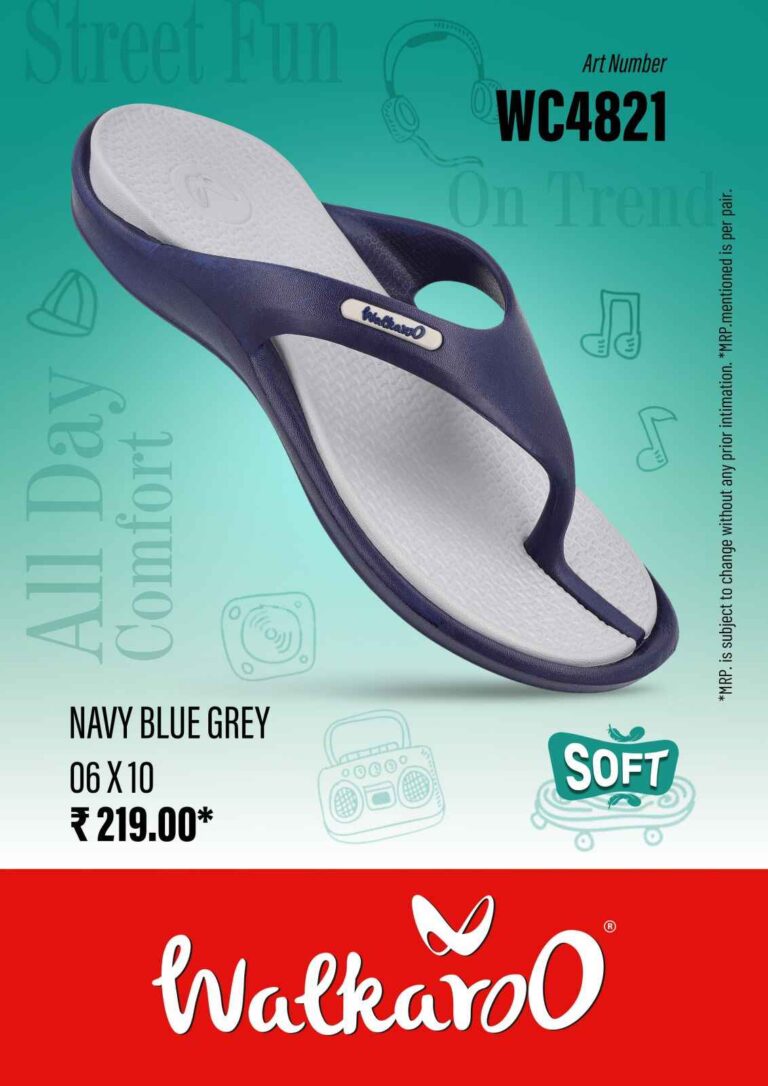 Street Fun
Art Number
WC4821
On Trend
WalkaroO
All Day
Comfort
*MRP. is subject to change without any prior intimation. *MRP.mentioned is per pair.
NAVY BLUE GREY
06 X 10
₹ 219.00*
SOFT
WalkaroO®